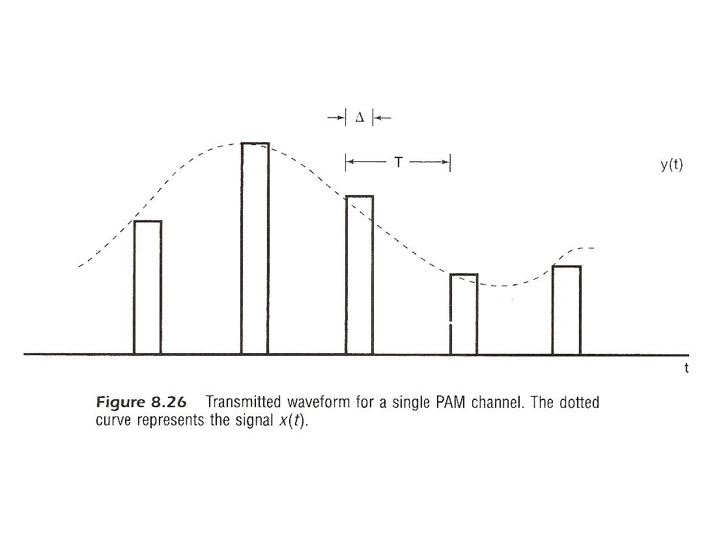 Δ
T
y(t)
t
Figure 8.26 Transmitted waveform for a single PAM channel. The dotted
curve represents the signal x(t).